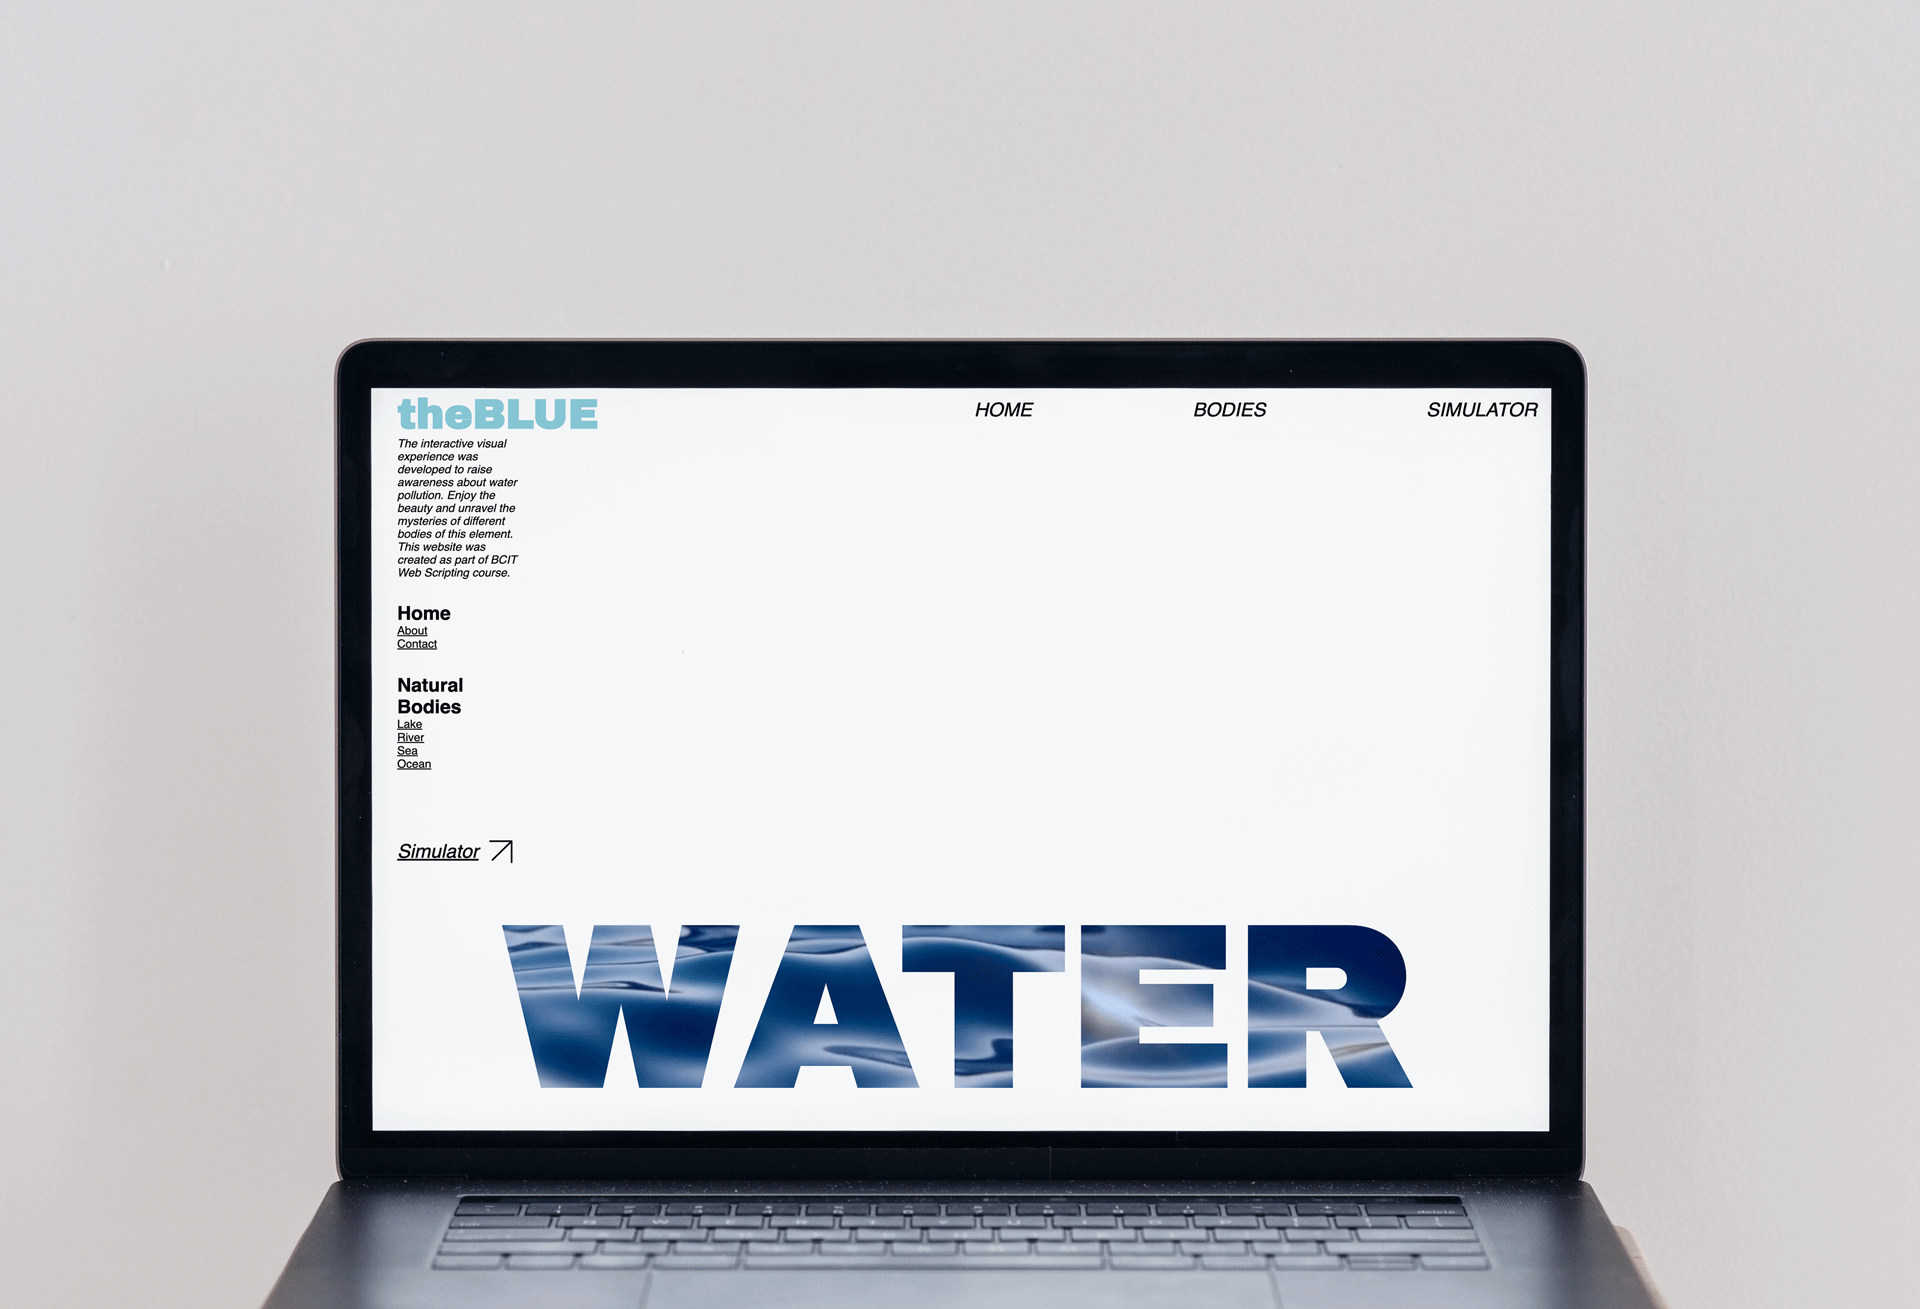 theBLUE
HOME
BODIES
SIMULATOR
The interactive visual
experience was
developed to raise
awareness about water
pollution. Enjoy the
beauty and unravel the
mysteries of different
bodies of this element.
This website was
created as part of BCIT
Web Scripting course.
Home
About
Contact
Natural
Bodies
Lake
River
Sea
Ocean
Simulator
WATER
delete